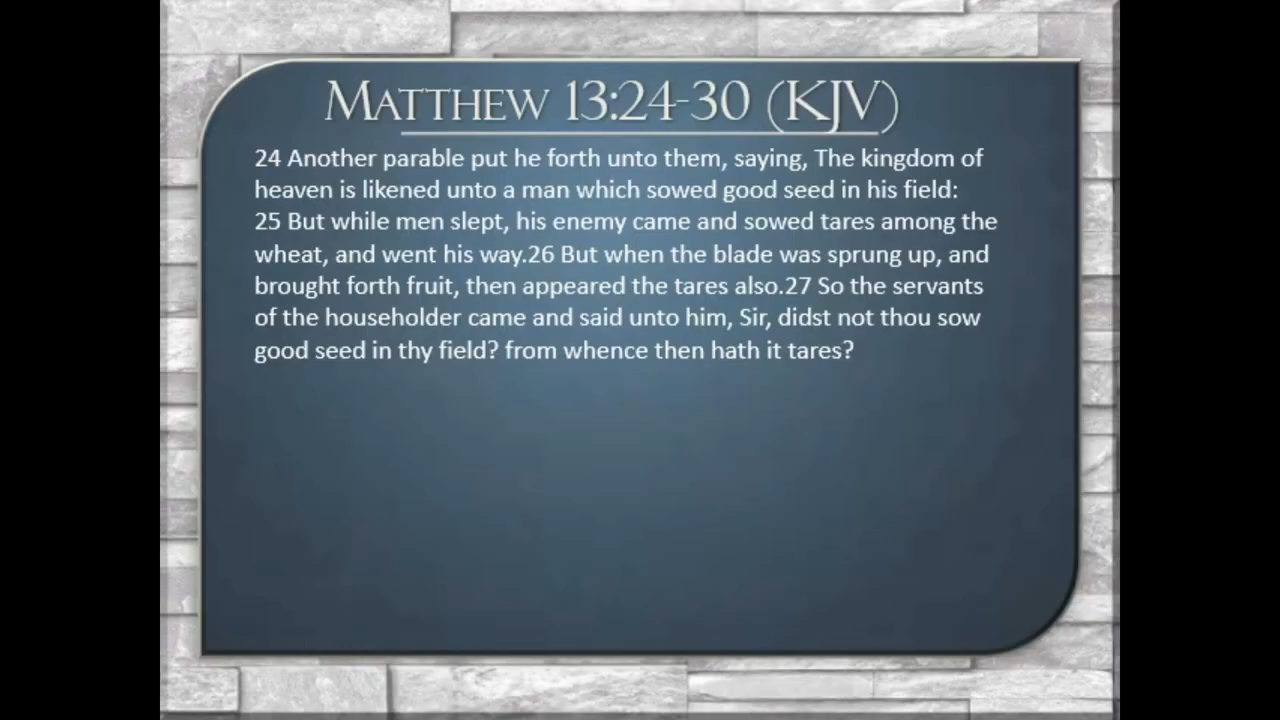 Matthew 13:24-30 (KJV)
24 Another parable put he forth unto them, saying, The kingdom of
heaven is likened unto a man which sowed good seed in his field:
25 But while men slept, his enemy came and sowed tares among the
wheat, and went his way.26 But when the blade was sprung up, and
brought forth fruit, then appeared the tares also.27 So the servants
of the householder came and said unto him, Sir, didst not thou sow
good seed in thy field? from whence then hath it tares?